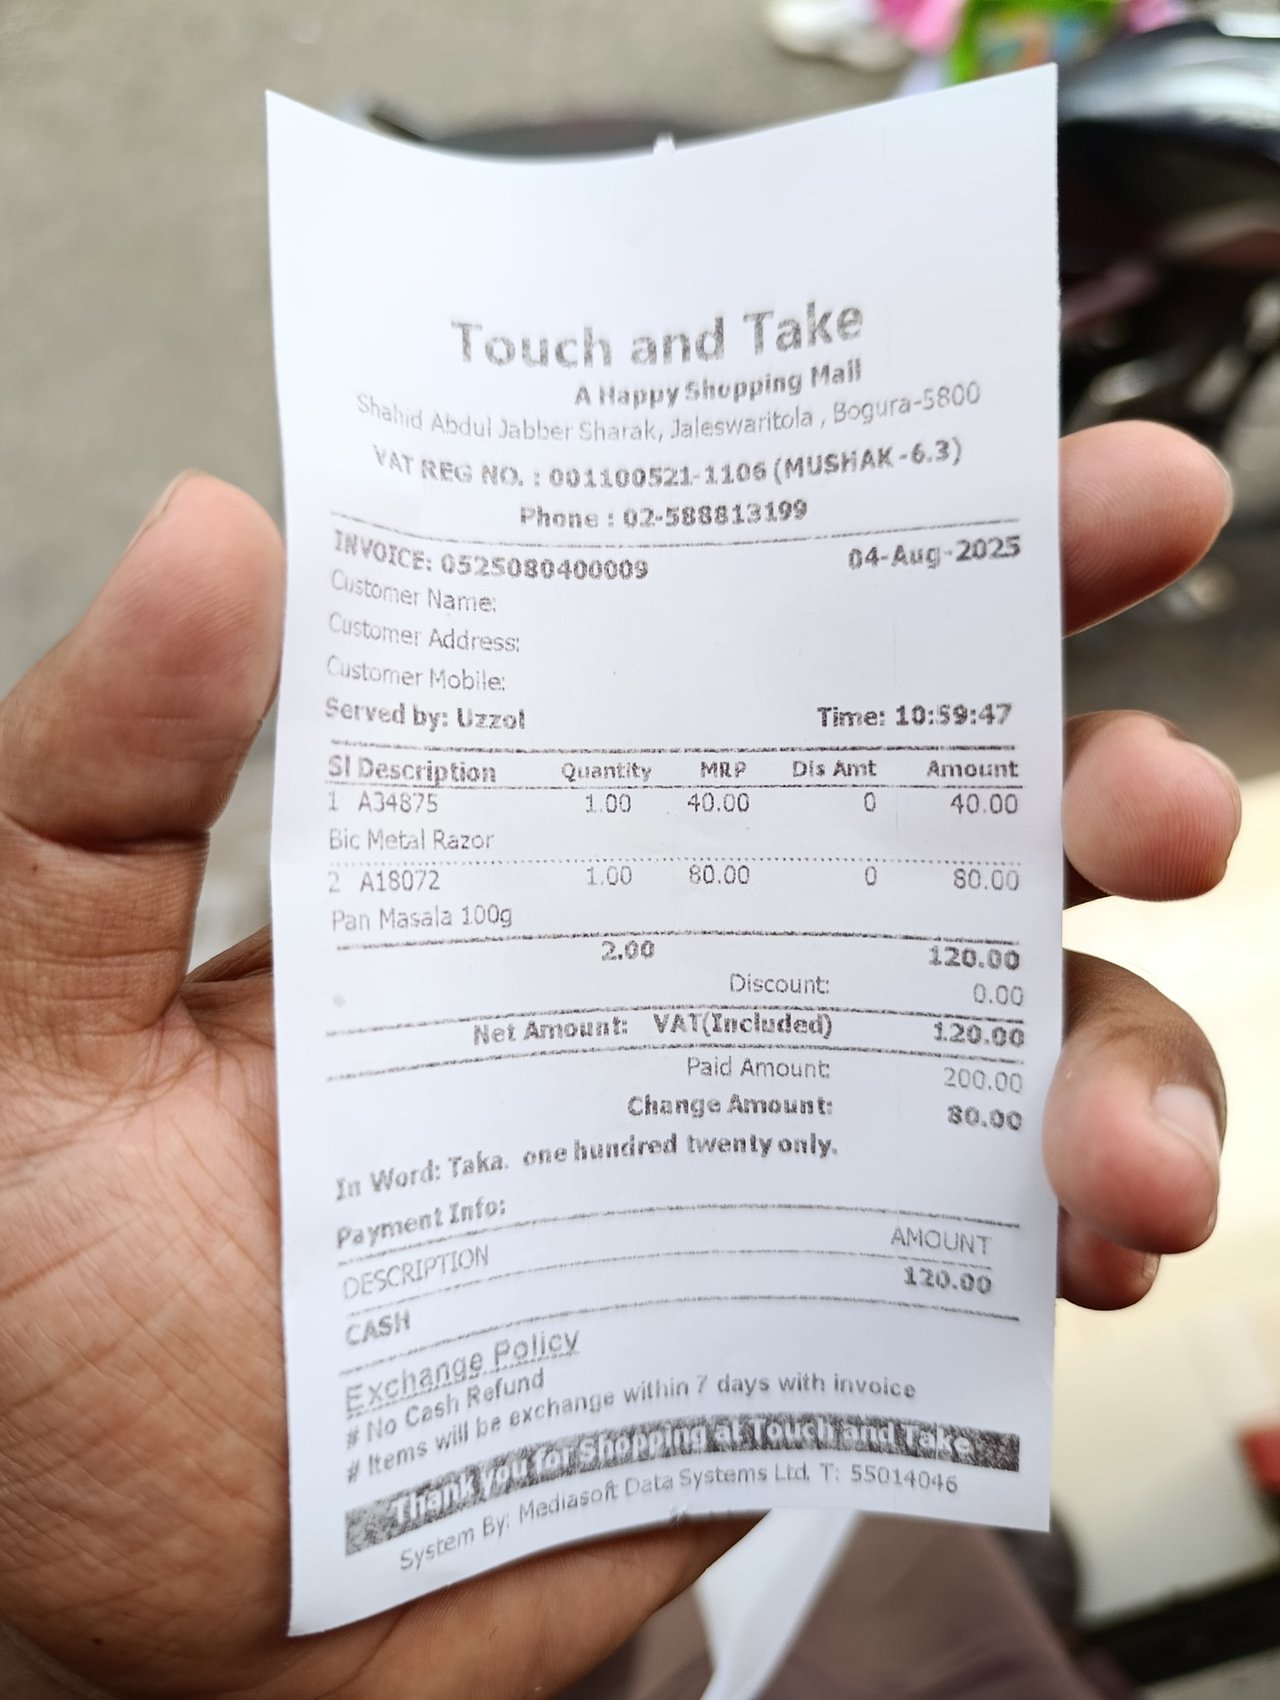 Touch and Take
A Happy Shopping Mall
Shahid Abdul Jabber Sharak, Jaleswaritola , Bogura-5800
VAT REG NO. : 001100521-1106 (MUSHAK -6.3)
Phone : 02-588813199
INVOICE: 0525080400009 04-Aug-2025
Customer Name:
Customer Address:
Customer Mobile:
Served by: Uzzol Time: 10:59:47
Sl Description Quantity MRP Dis Amt Amount
1 A34875 1.00 40.00 0 40.00
Bic Metal Razor
2 A18072 1.00 80.00 0 80.00
Pan Masala 100g
2.00 120.00
Discount: 0.00
Net Amount: VAT(Included) 120.00
Paid Amount: 200.00
Change Amount: 80.00
In Word: Taka. one hundred twenty only.
Payment Info:
DESCRIPTION AMOUNT
CASH 120.00
Exchange Policy
# No Cash Refund
# Items will be exchange within 7 days with invoice
Thank you for Shopping at Touch and Take
System By: Mediasoft Data Systems Ltd. T: 55014046